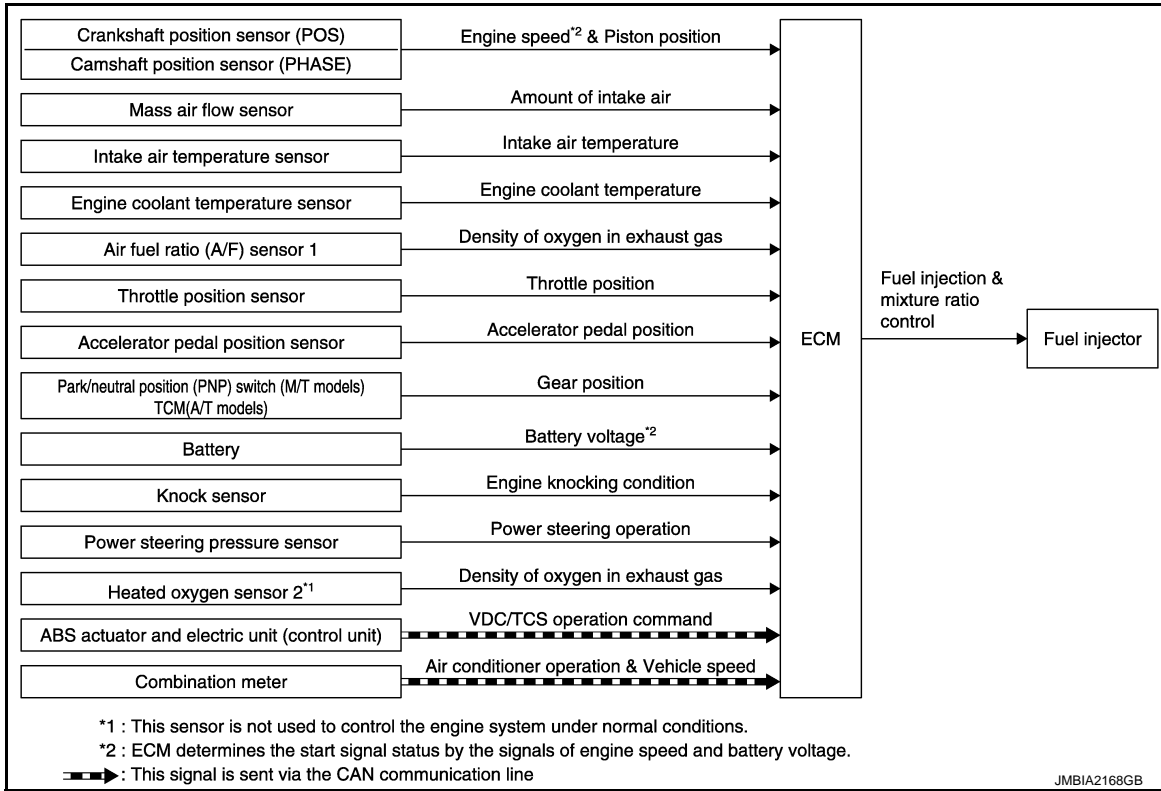 Crankshaft position sensor (POS)
Camshaft position sensor (PHASE)
Engine speed*2 & Piston position
Mass air flow sensor
Amount of intake air
Intake air temperature sensor
Intake air temperature
Engine coolant temperature sensor
Engine coolant temperature
Air fuel ratio (A/F) sensor 1
Density of oxygen in exhaust gas
Throttle position sensor
Throttle position
Accelerator pedal position sensor
Accelerator pedal position
Park/neutral position (PNP) switch (M/T models)
TCM(A/T models)
Gear position
Battery
Battery voltage*2
Knock sensor
Engine knocking condition
Power steering pressure sensor
Power steering operation
Heated oxygen sensor 2*1
Density of oxygen in exhaust gas
ABS actuator and electric unit (control unit)
VDC/TCS operation command
Combination meter
Air conditioner operation & Vehicle speed
ECM
Fuel injection &
mixture ratio
control
Fuel injector
*1 : This sensor is not used to control the engine system under normal conditions.
*2 : ECM determines the start signal status by the signals of engine speed and battery voltage.
: This signal is sent via the CAN communication line
JMBIA2168GB